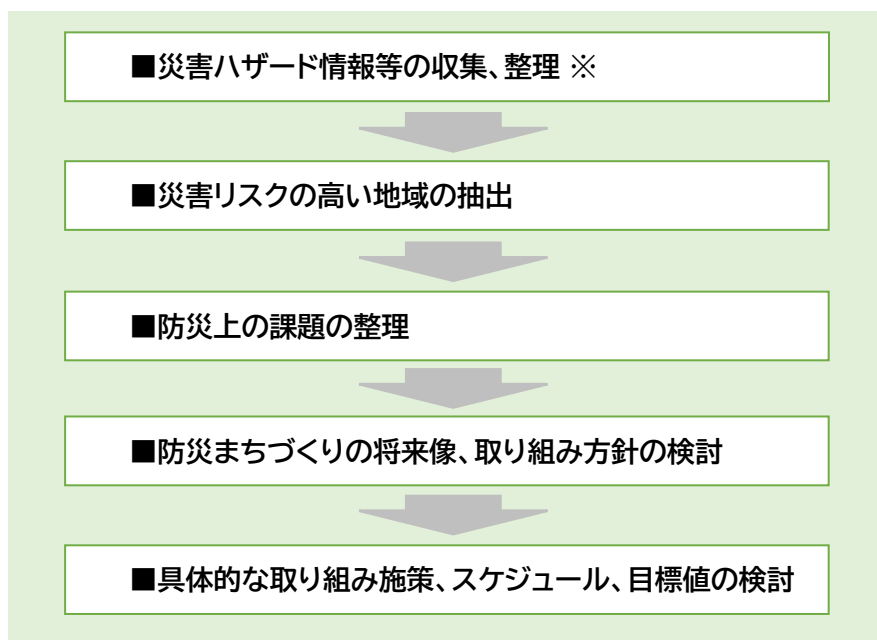 ■災害ハザード情報等の収集、整理 ※
■災害リスクの高い地域の抽出
■防災上の課題の整理
■防災まちづくりの将来像、取り組み方針の検討
■具体的な取り組み施策、スケジュール、目標値の検討